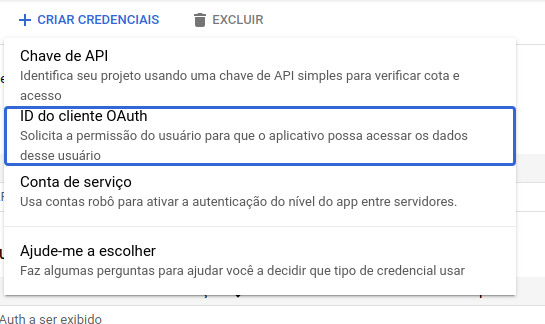 CRIAR CREDENCIAIS EXCLUIR
Chave de API
Identifica seu projeto usando uma chave de API simples para verificar cota e
acesso
ID do cliente OAuth
Solicita a permissão do usuário para que o aplicativo possa acessar os dados
desse usuário
Conta de serviço
Usa contas robô para ativar a autenticação do nível do app entre servidores.
Ajude-me a escolher
Faz algumas perguntas para ajudar você a decidir que tipo de credencial usar
Auth a ser exibido